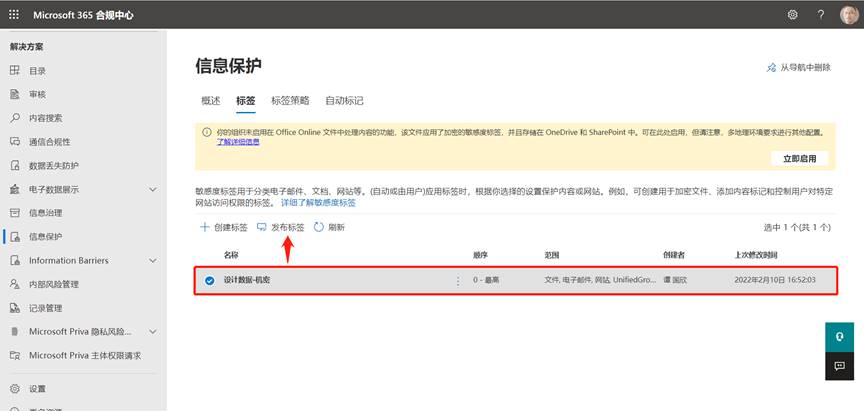 Microsoft 365 合规中心
解决方案
目录
审核
内容搜索
通信合规性
数据丢失防护
电子数据展示
信息治理
信息保护
Information Barriers
内部风险管理
记录管理
Microsoft Priva 隐私风险...
Microsoft Priva 主体权限请求
设置
信息保护
从导航中删除
概述 标签 标签策略 自动标记
你的组织未启用在 Office Online 文件中处理内容的功能，该文件应用了加密的敏感度标签，并且存储在 OneDrive 和 SharePoint 中。可在此处启用，但请注意，多地理环境要求进行其他配置。
了解详细信息
立即启用
敏感度标签用于分类电子邮件、文档、网站等。(自动或由用户)应用标签时，根据你选择的设置保护内容或网站。例如，可创建用于加密文件、添加内容标记和控制用户对特定
网站访问权限的标签。 详细了解敏感度标签
创建标签 发布标签 刷新 选中 1 个(共 1 个)
名称 顺序 范围 创建者 上次修改时间
设计数据-机密 0 - 最高 文件, 电子邮件, 网站, UnifiedGro... 谭 国欣 2022年2月10日 16:52:03